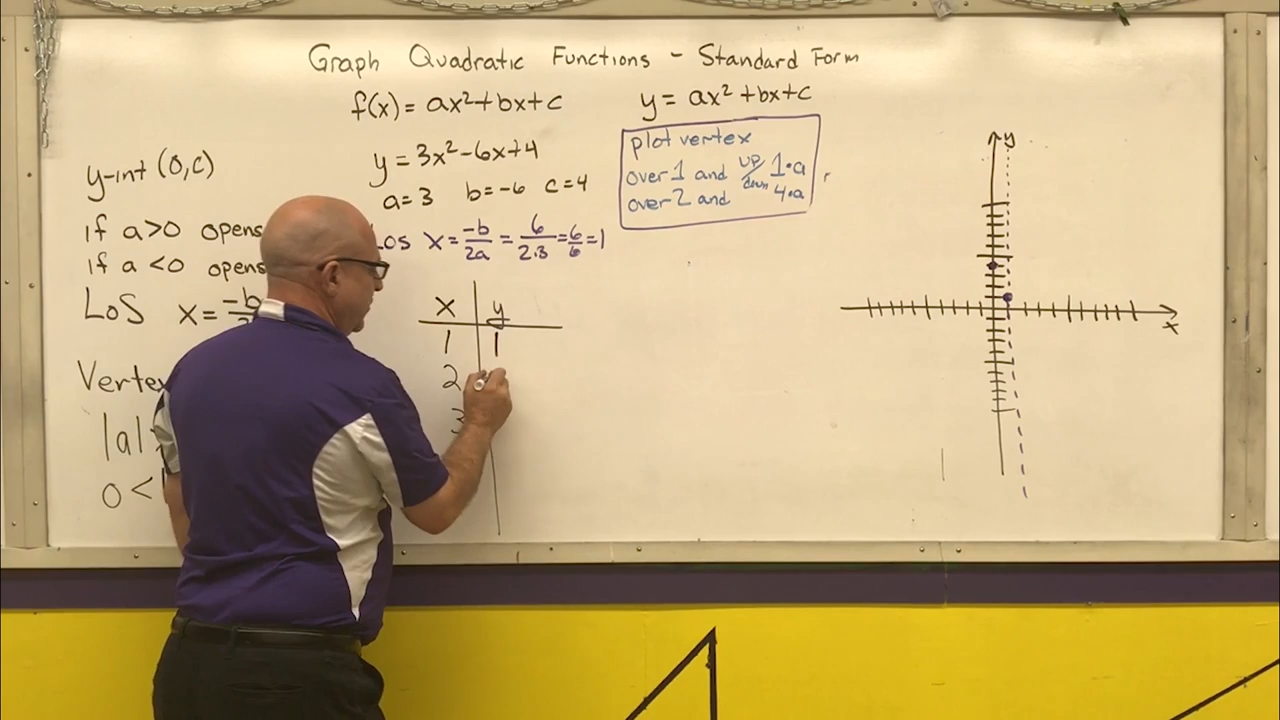 Graph Quadratic Functions - Standard Form
f(x) = ax²+bx+c
y = ax² +bx+c
y = 3x²-6x+4
a=3 b=-6 c=4
LOS x = -b/2a = 6/2.3 = 6/6 = 1
plot vertex
over 1 and up/down 1•a
over 2 and 4•a
y-int (0,c)
if a>0 opens
if a <0 opens
LoS x = -b
Vertex
|a|
0 <
x y
1 1
2
3
y
x